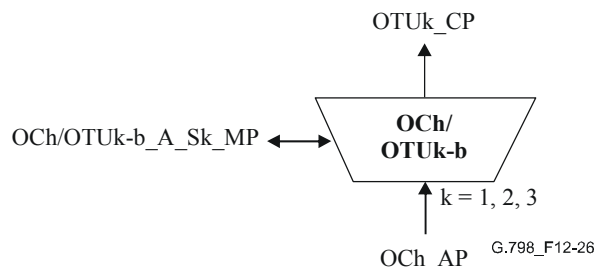 OTUk_CP
OCh/OTUk-b_A_Sk_MP
OCh/
OTUk-b
k = 1, 2, 3
OCh_AP
G.798_F12-26